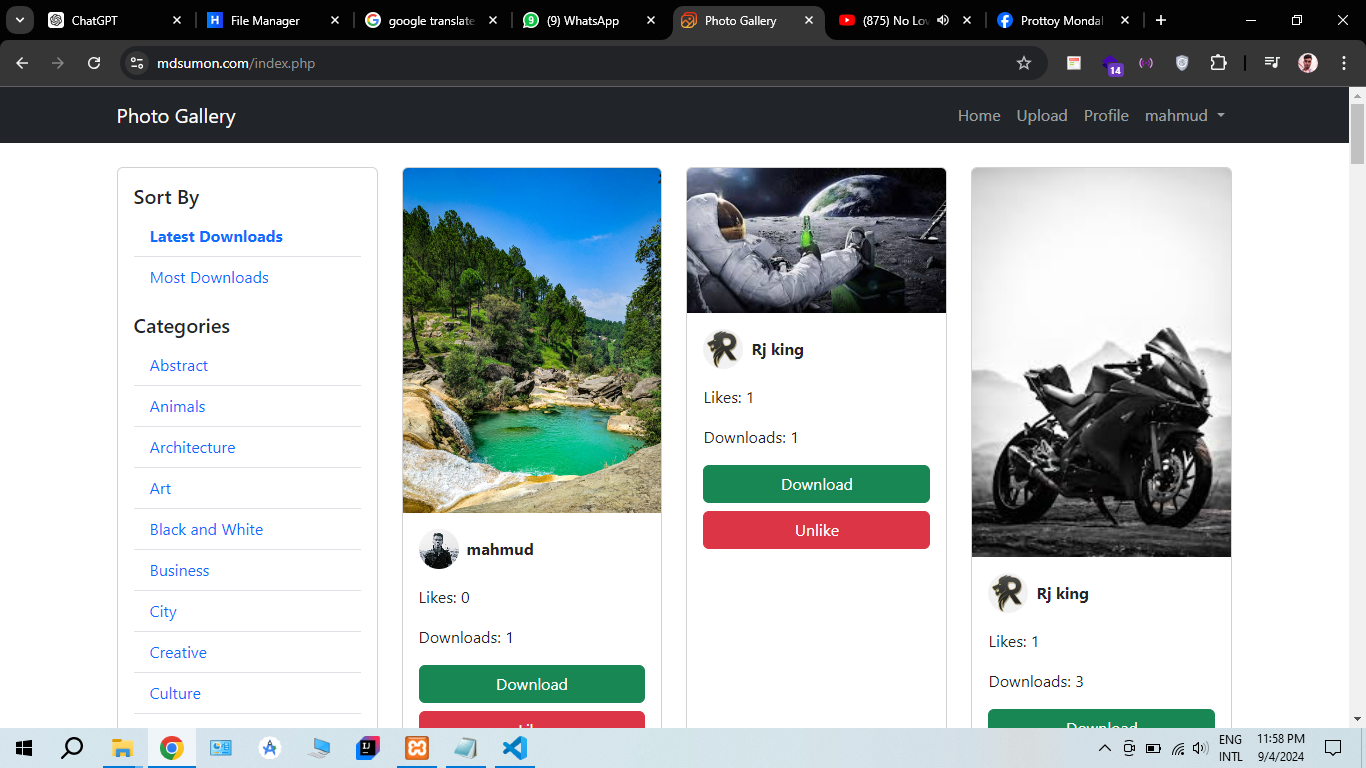 ChatGPT
File Manager
google translate
(9) WhatsApp
Photo Gallery
(875) No Lov
Prottoy Mondal
mdsumon.com/index.php
14
Photo Gallery
Home
Upload
Profile
mahmud
Sort By
Latest Downloads
Most Downloads
Categories
Abstract
Animals
Architecture
Art
Black and White
Business
City
Creative
Culture
mahmud
Likes: 0
Downloads: 1
Download
Like
Rj king
Likes: 1
Downloads: 1
Download
Unlike
Rj king
Likes: 1
Downloads: 3
Download
ENG
INTL
11:58 PM
9/4/2024